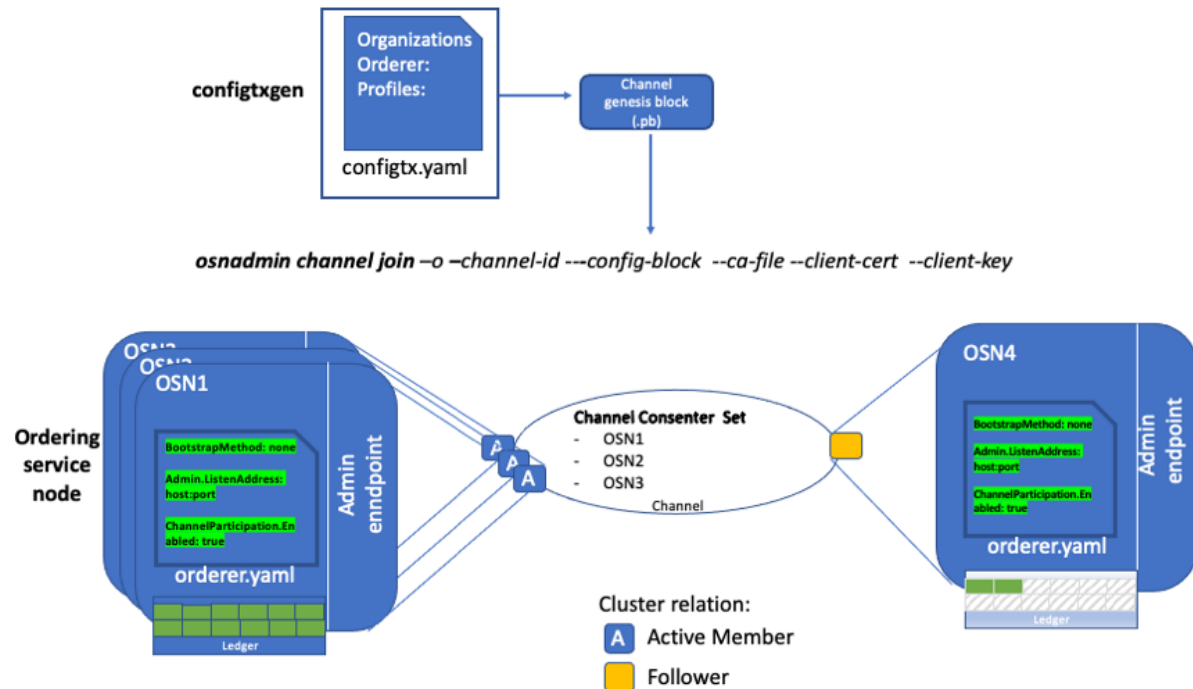 Organizations
Orderer:
Profiles:
configtxgen
configtx.yaml
Channel
genesis block
(.pb)
osnadmin channel join –o –channel-id ---config-block --ca-file --client-cert --client-key
OSN1
BootstrapMethod: none
Admin.ListenAddress:
host:port
ChannelParticipation.En
abled: true
orderer.yaml
Admin
enndpoint
Ledger
Ordering
service
node
A
A
A
Channel Consenter Set
- OSN1
- OSN2
- OSN3
Channel
OSN4
BootstrapMethod: none
Admin.ListenAddress:
host:port
ChannelParticipation.En
abled: true
orderer.yaml
Admin
endpoint
Ledger
Cluster relation:
A Active Member
Follower